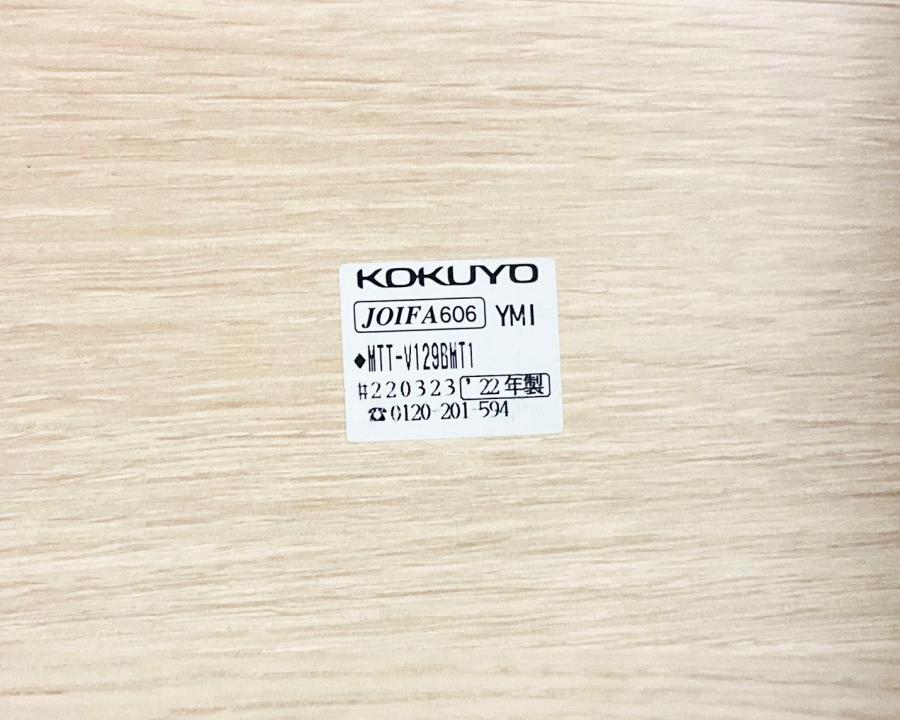 KOKUYO
JOIFA606 YMI
◆MTT-V129BMT1
#220323 '22年製
☎0120-201-594